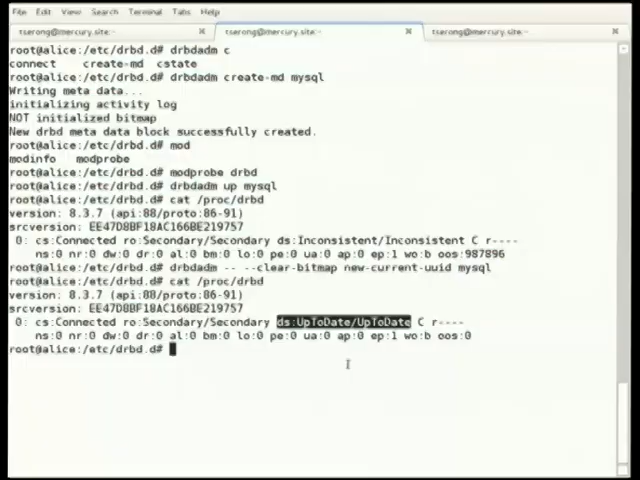 File Edit View Search Terminal Tabs Help
tserong@mercury.site:~ tserong@mercury.site:~ tserong@mercury.site:~
root@alice:/etc/drbd.d# drbdadm c
connect create-md cstate
root@alice:/etc/drbd.d# drbdadm create-md mysql
Writing meta data...
initializing activity log
NOT initialized bitmap
New drbd meta data block successfully created.
root@alice:/etc/drbd.d# mod
modinfo modprobe
root@alice:/etc/drbd.d# modprobe drbd
root@alice:/etc/drbd.d# drbdadm up mysql
root@alice:/etc/drbd.d# cat /proc/drbd
version: 8.3.7 (api:88/proto:86-91)
srcversion: EE47D8BF18AC166BE219757
0: cs:Connected ro:Secondary/Secondary ds:Inconsistent/Inconsistent C r----
ns:0 nr:0 dw:0 dr:0 al:0 bm:0 lo:0 pe:0 ua:0 ap:0 ep:1 wo:b oos:987896
root@alice:/etc/drbd.d# drbdadm -- --clear-bitmap new-current-uuid mysql
root@alice:/etc/drbd.d# cat /proc/drbd
version: 8.3.7 (api:88/proto:86-91)
srcversion: EE47D8BF18AC166BE219757
0: cs:Connected ro:Secondary/Secondary ds:UpToDate/UpToDate C r----
ns:0 nr:0 dw:0 dr:0 al:0 bm:0 lo:0 pe:0 ua:0 ap:0 ep:1 wo:b oos:0
root@alice:/etc/drbd.d#